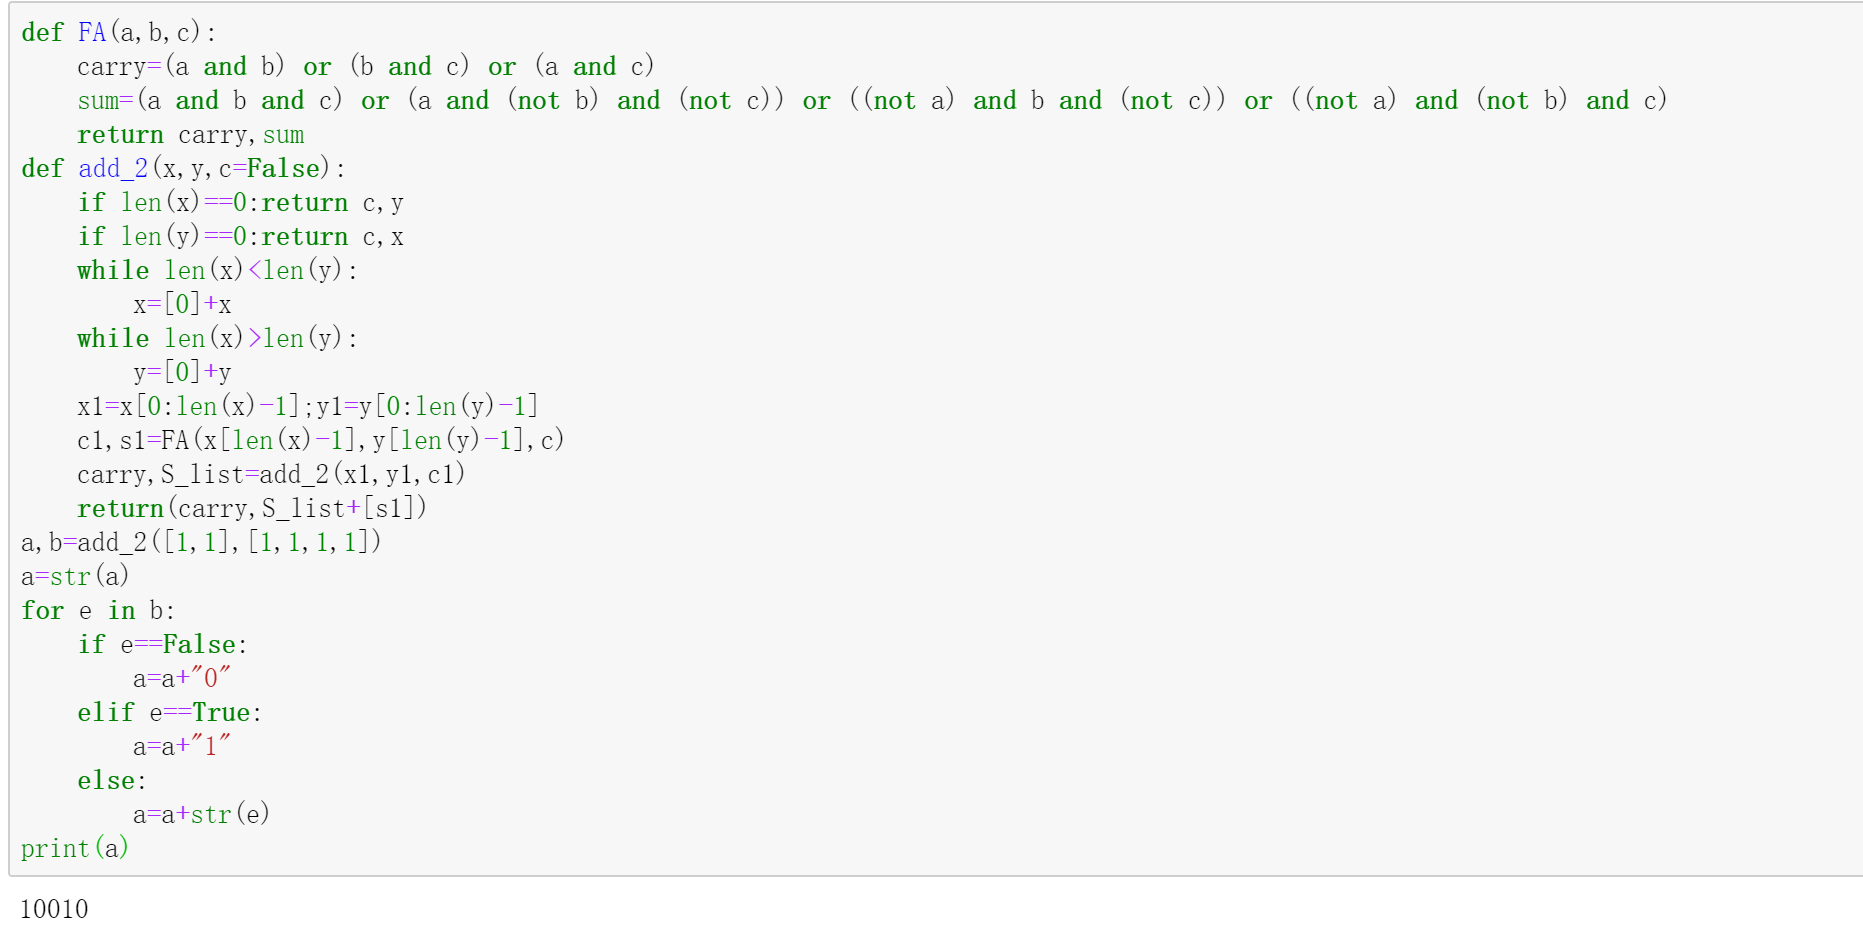 def FA(a,b,c):
    carry=(a and b) or (b and c) or (a and c)
    sum=(a and b and c) or (a and (not b) and (not c)) or ((not a) and b and (not c)) or ((not a) and (not b) and c)
    return carry,sum
def add_2(x,y,c=False):
    if len(x)==0:return c,y
    if len(y)==0:return c,x
    while len(x)<len(y):
        x=[0]+x
    while len(x)>len(y):
        y=[0]+y
    x1=x[0:len(x)-1];y1=y[0:len(y)-1]
    c1,s1=FA(x[len(x)-1],y[len(y)-1],c)
    carry,S_list=add_2(x1,y1,c1)
    return(carry,S_list+[s1])
a,b=add_2([1,1],[1,1,1,1])
a=str(a)
for e in b:
    if e==False:
        a=a+"0"
    elif e==True:
        a=a+"1"
    else:
        a=a+str(e)
print(a)
10010